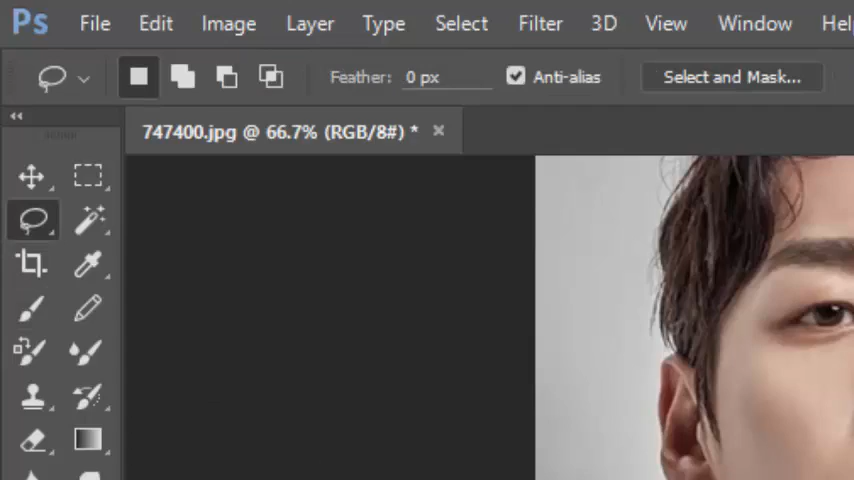 Ps File Edit Image Layer Type Select Filter 3D View Window
Feather: 0 px Anti-alias Select and Mask...
747400.jpg @ 66.7% (RGB/8#) * ×